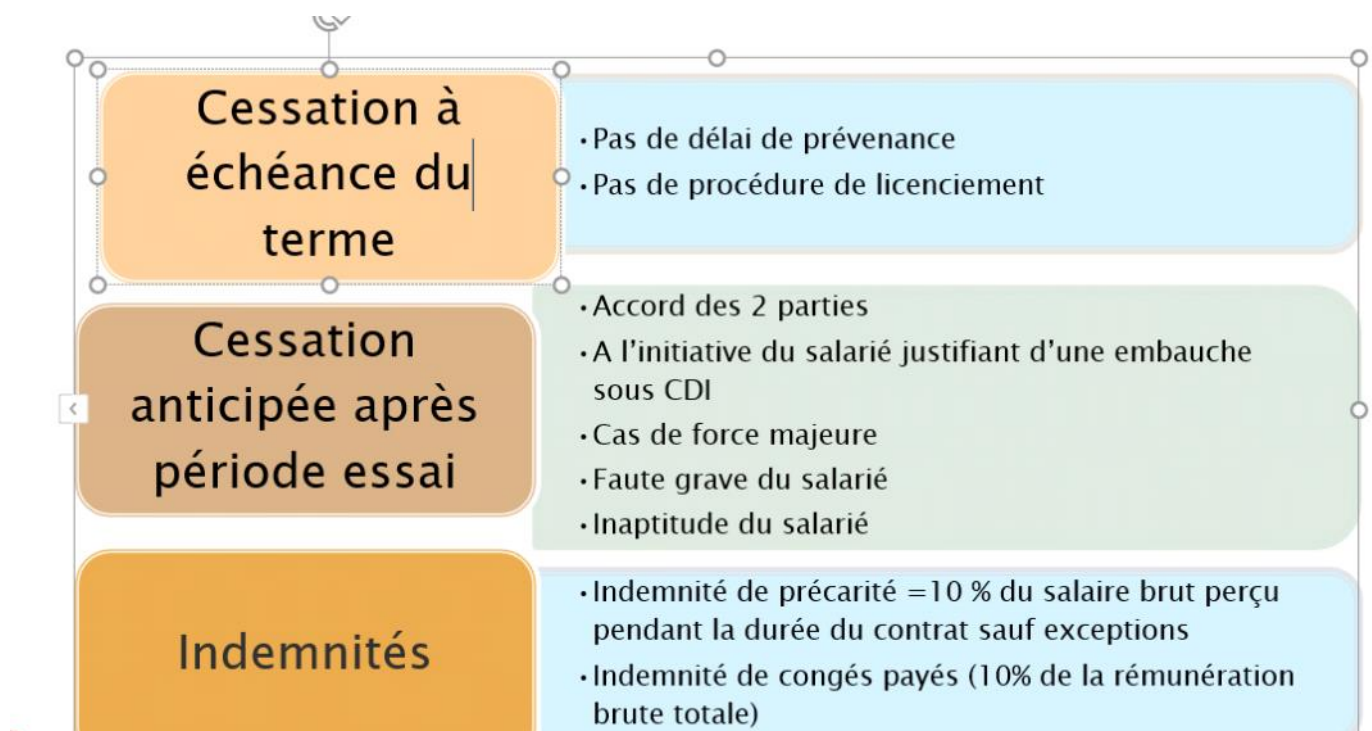 Cessation à
échéance du
terme
·Pas de délai de prévenance
·Pas de procédure de licenciement
Cessation
anticipée après
période essai
·Accord des 2 parties
·A l’initiative du salarié justifiant d’une embauche
sous CDI
·Cas de force majeure
·Faute grave du salarié
·Inaptitude du salarié
Indemnités
·Indemnité de précarité =10 % du salaire brut perçu
pendant la durée du contrat sauf exceptions
·Indemnité de congés payés (10% de la rémunération
brute totale)